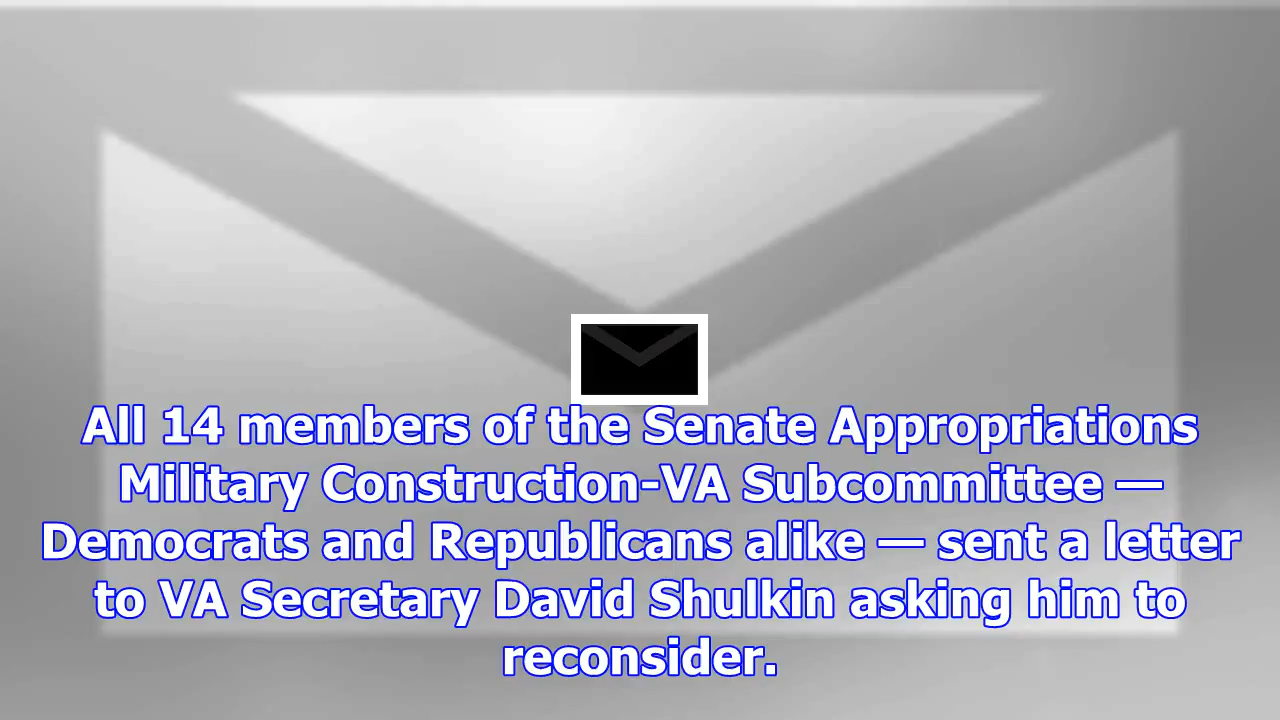 All 14 members of the Senate Appropriations
Military Construction-VA Subcommittee —
Democrats and Republicans alike — sent a letter
to VA Secretary David Shulkin asking him to
reconsider.